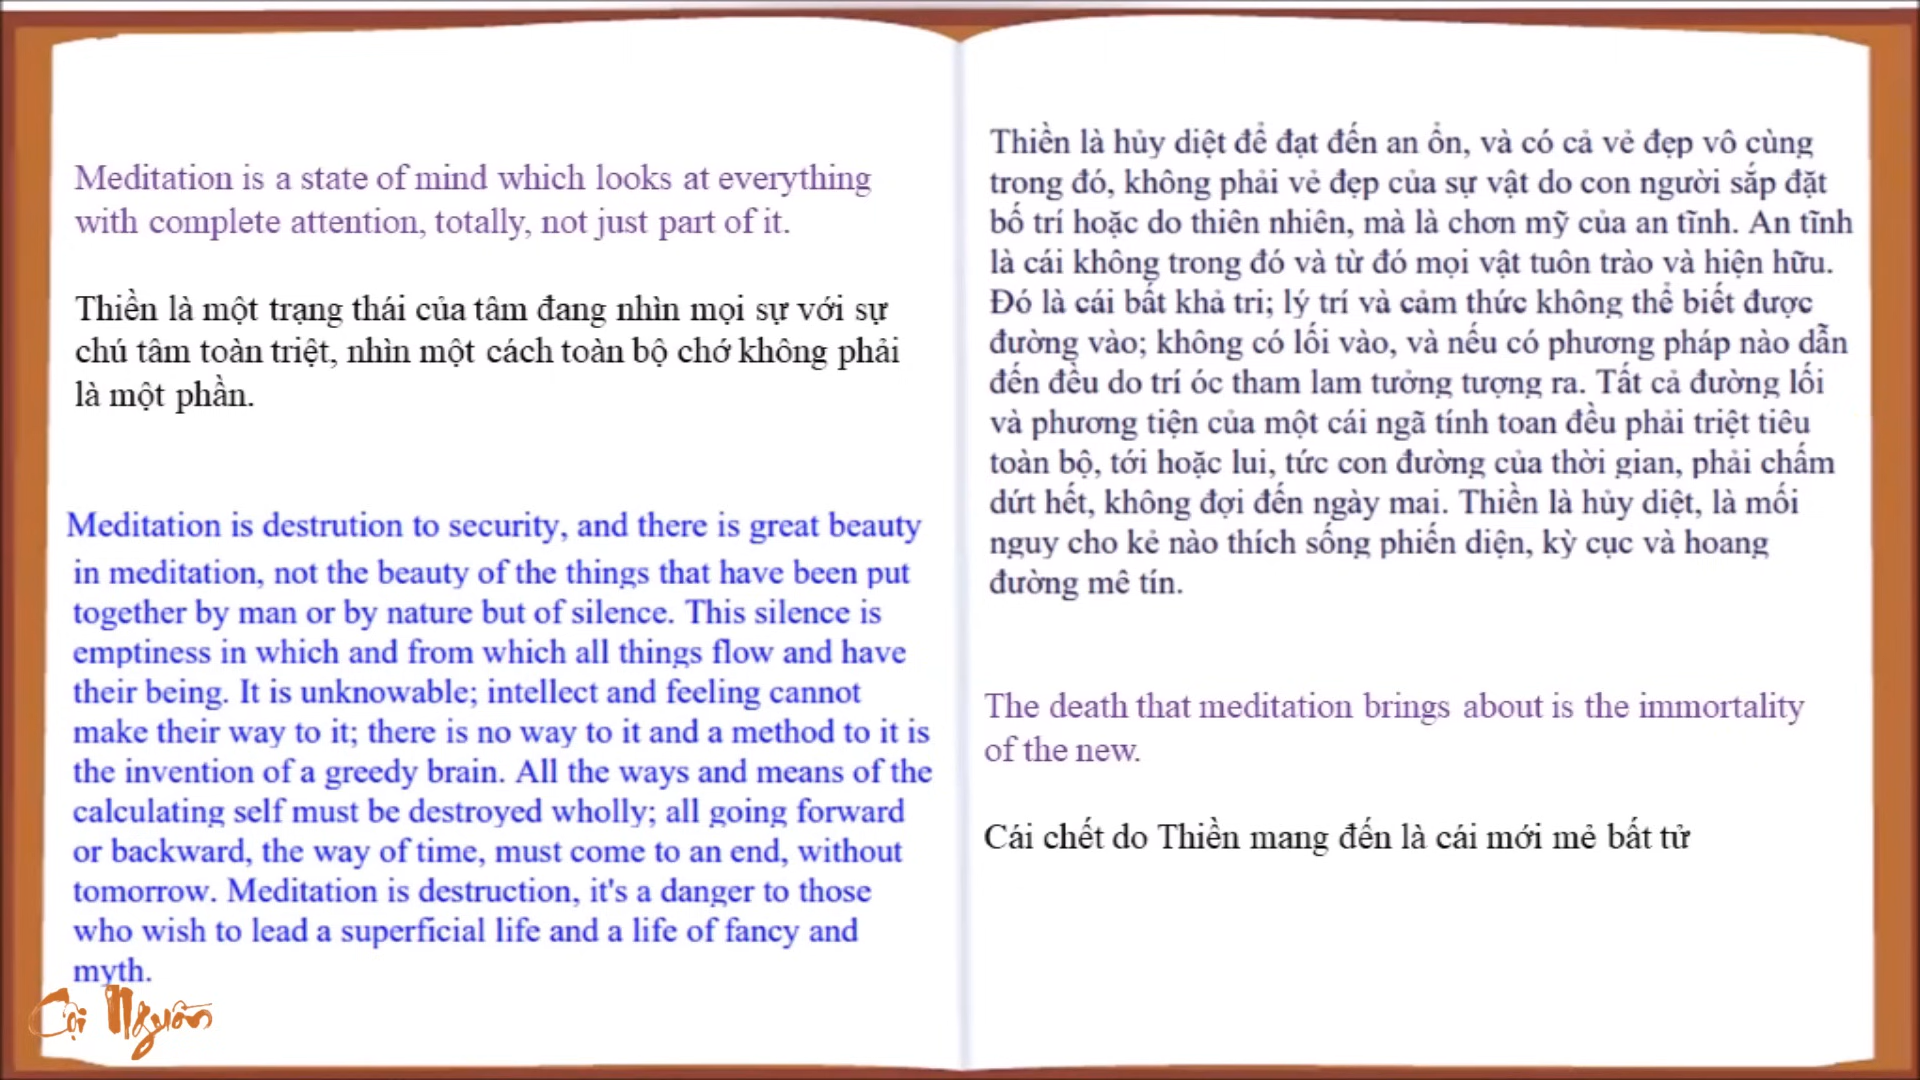 Meditation is a state of mind which looks at everything
with complete attention, totally, not just part of it.
Thiền là một trạng thái của tâm đang nhìn mọi sự với sự
chú tâm toàn triệt, nhìn một cách toàn bộ chớ không phải
là một phần.
Meditation is destrution to security, and there is great beauty
in meditation, not the beauty of the things that have been put
together by man or by nature but of silence. This silence is
emptiness in which and from which all things flow and have
their being. It is unknowable; intellect and feeling cannot
make their way to it; there is no way to it and a method to it is
the invention of a greedy brain. All the ways and means of the
calculating self must be destroyed wholly; all going forward
or backward, the way of time, must come to an end, without
tomorrow. Meditation is destruction, it's a danger to those
who wish to lead a superficial life and a life of fancy and
myth.
Cội Nguồn
Thiền là hủy diệt để đạt đến an ổn, và có cả vẻ đẹp vô cùng
trong đó, không phải vẻ đẹp của sự vật do con người sắp đặt
bố trí hoặc do thiên nhiên, mà là chơn mỹ của an tĩnh. An tĩnh
là cái không trong đó và từ đó mọi vật tuôn trào và hiện hữu.
Đó là cái bất khả tri; lý trí và cảm thức không thể biết được
đường vào; không có lối vào, và nếu có phương pháp nào dẫn
đến đều do trí óc tham lam tưởng tượng ra. Tất cả đường lối
và phương tiện của một cái ngã tính toan đều phải triệt tiêu
toàn bộ, tới hoặc lui, tức con đường của thời gian, phải chấm
dứt hết, không đợi đến ngày mai. Thiền là hủy diệt, là mối
nguy cho kẻ nào thích sống phiến diện, kỳ cục và hoang
đường mê tín.
The death that meditation brings about is the immortality
of the new.
Cái chết do Thiền mang đến là cái mới mẻ bất tử